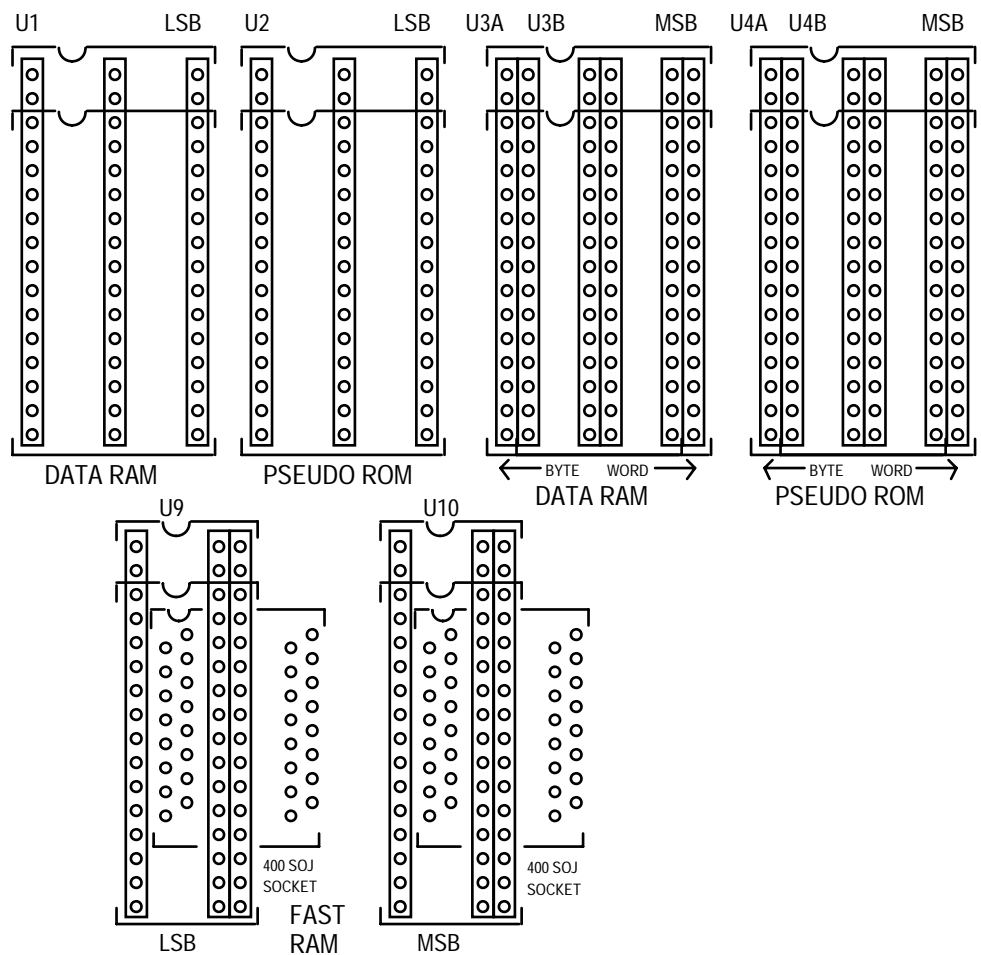 U1 LSB U2 LSB U3A U3B MSB U4A U4B MSB
BYTE WORD BYTE WORD
DATA RAM PSEUDO ROM DATA RAM PSEUDO ROM
U9 U10
400 SOJ 400 SOJ
SOCKET SOCKET
FAST
LSB RAM MSB